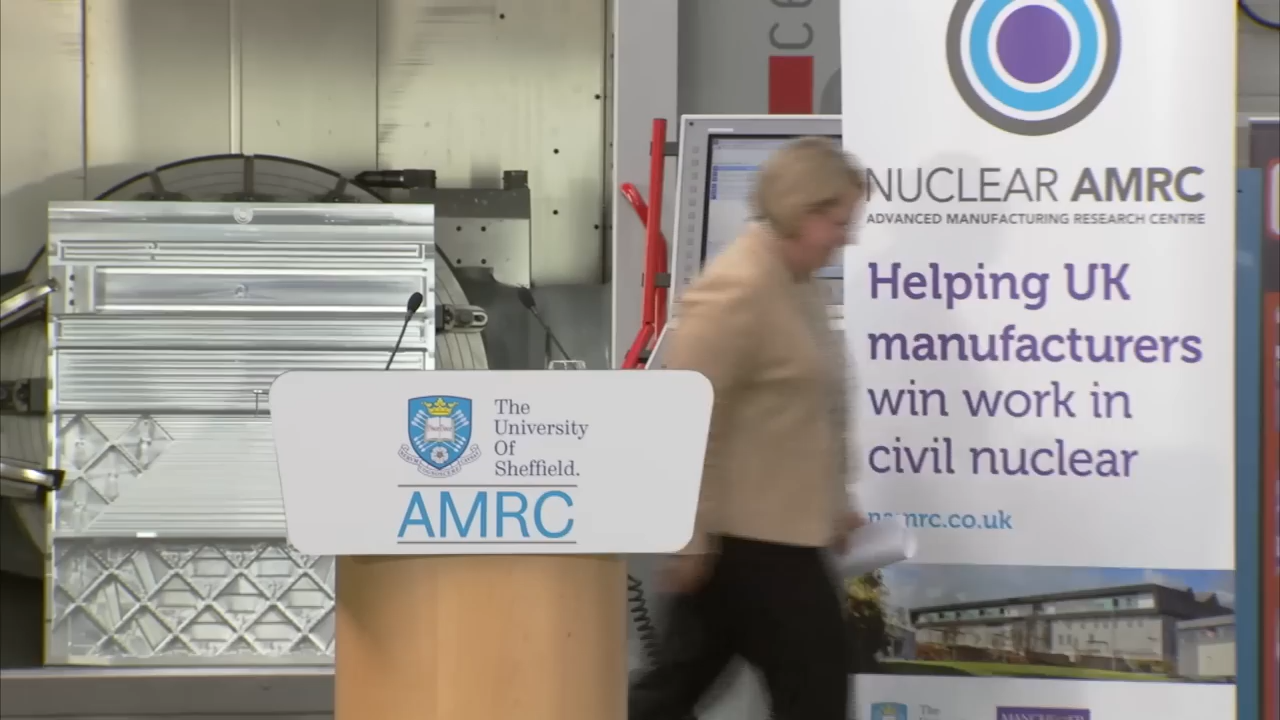 The
University
Of
Sheffield.
AMRC
NUCLEAR AMRC
ADVANCED MANUFACTURING RESEARCH CENTRE
Helping UK
manufacturers
win work in
civil nuclear
namrc.co.uk
The